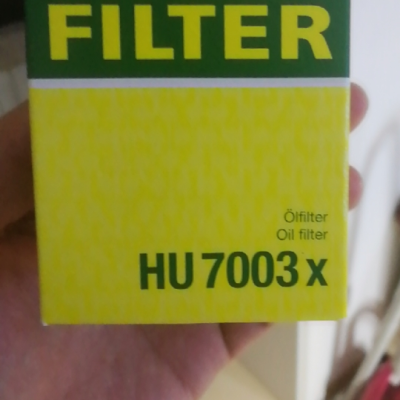 FILTER
Ölfilter
Oil filter
HU 7003 x